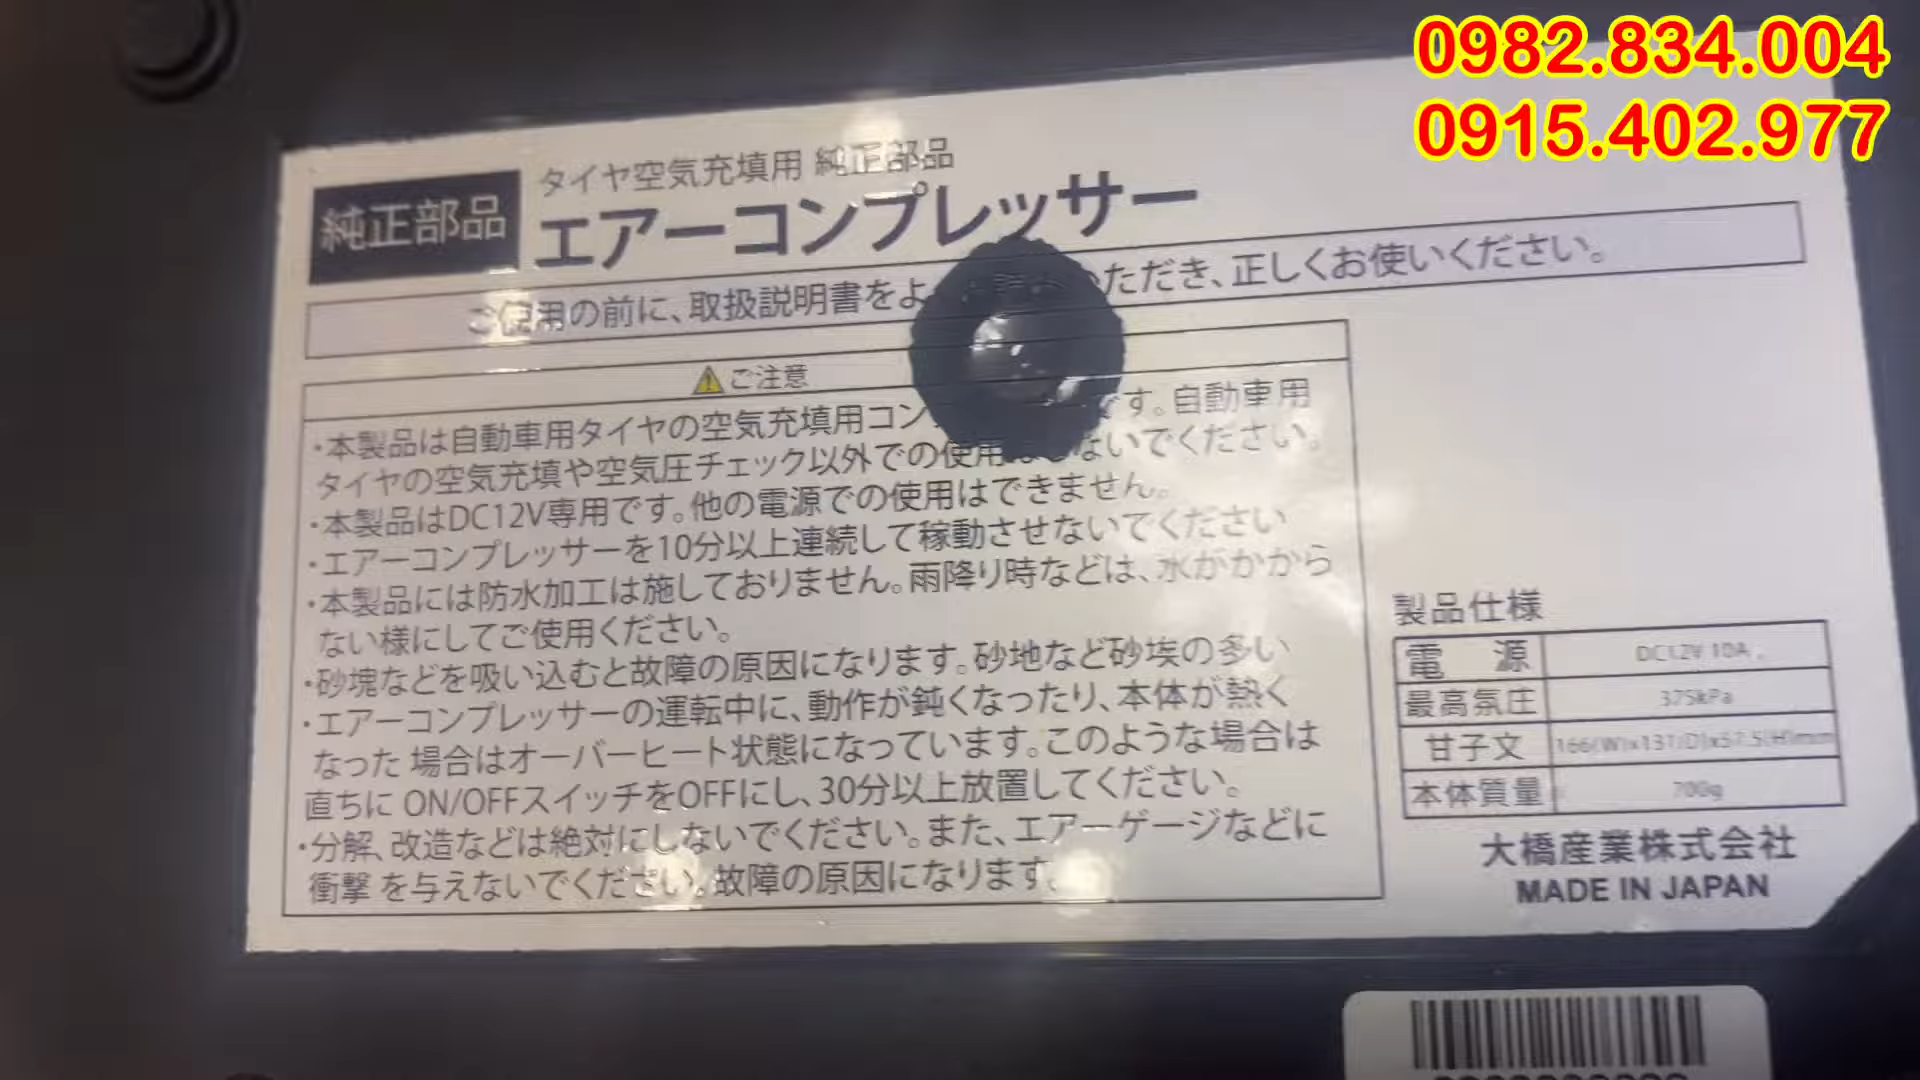 0982.834.004
0915.402.977
純正部品
タイヤ空気充填用 純正部品
エアーコンプレッサー
ご使用の前に、取扱説明書をよ ただき、正しくお使いください。
ご注意
・本製品は自動車用タイヤの空気充填用コン す。自動車用
タイヤの空気充填や空気圧チェック以外での使用 ないでください。
・本製品はDC12V専用です。他の電源での使用はできません。
・エアーコンプレッサーを10分以上連続して稼動させないでください
・本製品には防水加工は施しておりません。雨降り時などは、水がかから
ない様にしてご使用ください。
・砂塊などを吸い込むと故障の原因になります。砂地など砂埃の多い
・エアーコンプレッサーの運転中に、動作が鈍くなったり、本体が熱く
なった 場合はオーバーヒート状態になっています。このような場合は
直ちに ON/OFFスイッチをOFFにし、30分以上放置してください。
・分解、改造などは絶対にしないでください。また、エアーゲージなどに
衝撃 を与えないでください。故障の原因になります。
製品仕様
電 源 DC12V 10A
最高氛圧 375kPa
甘子文
本体質量 700g
大橋産業株式会社
MADE IN JAPAN